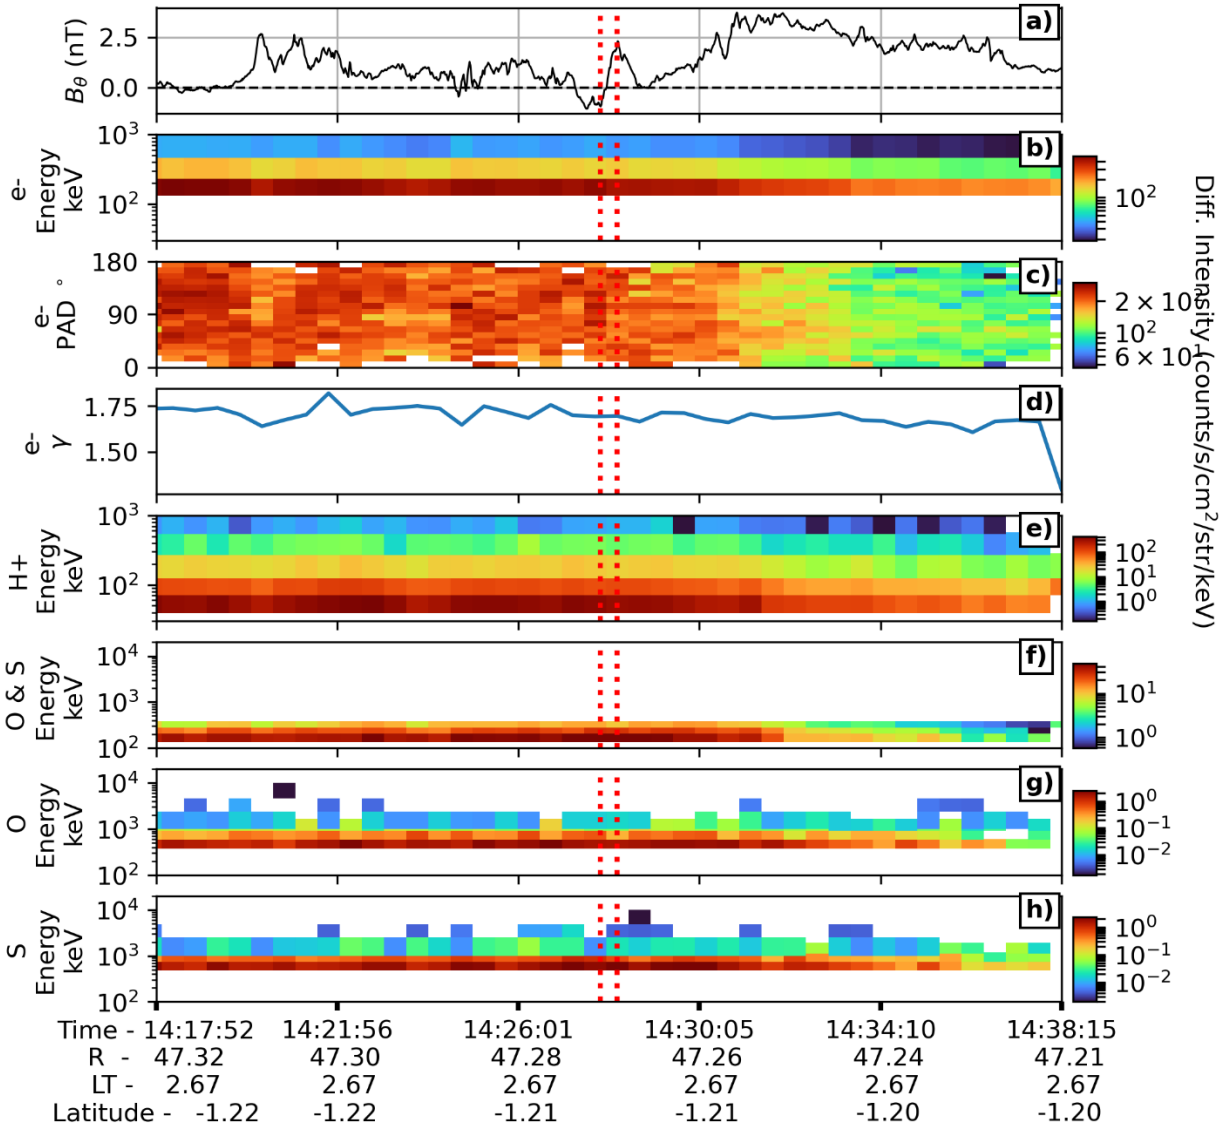 a)
2.5
0.0
Bθ (nT)
b)
10³
10²
e-
Energy
keV
10²
c)
180
90
0
e-
PAD °
2 × 10²
10²
6 × 10¹
d)
1.75
1.50
e-
γ
e)
10³
10²
H+
Energy
keV
10²
10¹
10⁰
f)
10⁴
10³
10²
O & S
Energy
keV
10¹
10⁰
g)
10⁴
10³
10²
O
Energy
keV
10⁰
10⁻¹
10⁻²
h)
10⁴
10³
10²
S
Energy
keV
10⁰
10⁻¹
10⁻²
Diff. Intensity (counts/s/cm²/str/keV)
Time - 14:17:52 14:21:56 14:26:01 14:30:05 14:34:10 14:38:15
R - 47.32 47.30 47.28 47.26 47.24 47.21
LT - 2.67 2.67 2.67 2.67 2.67 2.67
Latitude - -1.22 -1.22 -1.21 -1.21 -1.20 -1.20